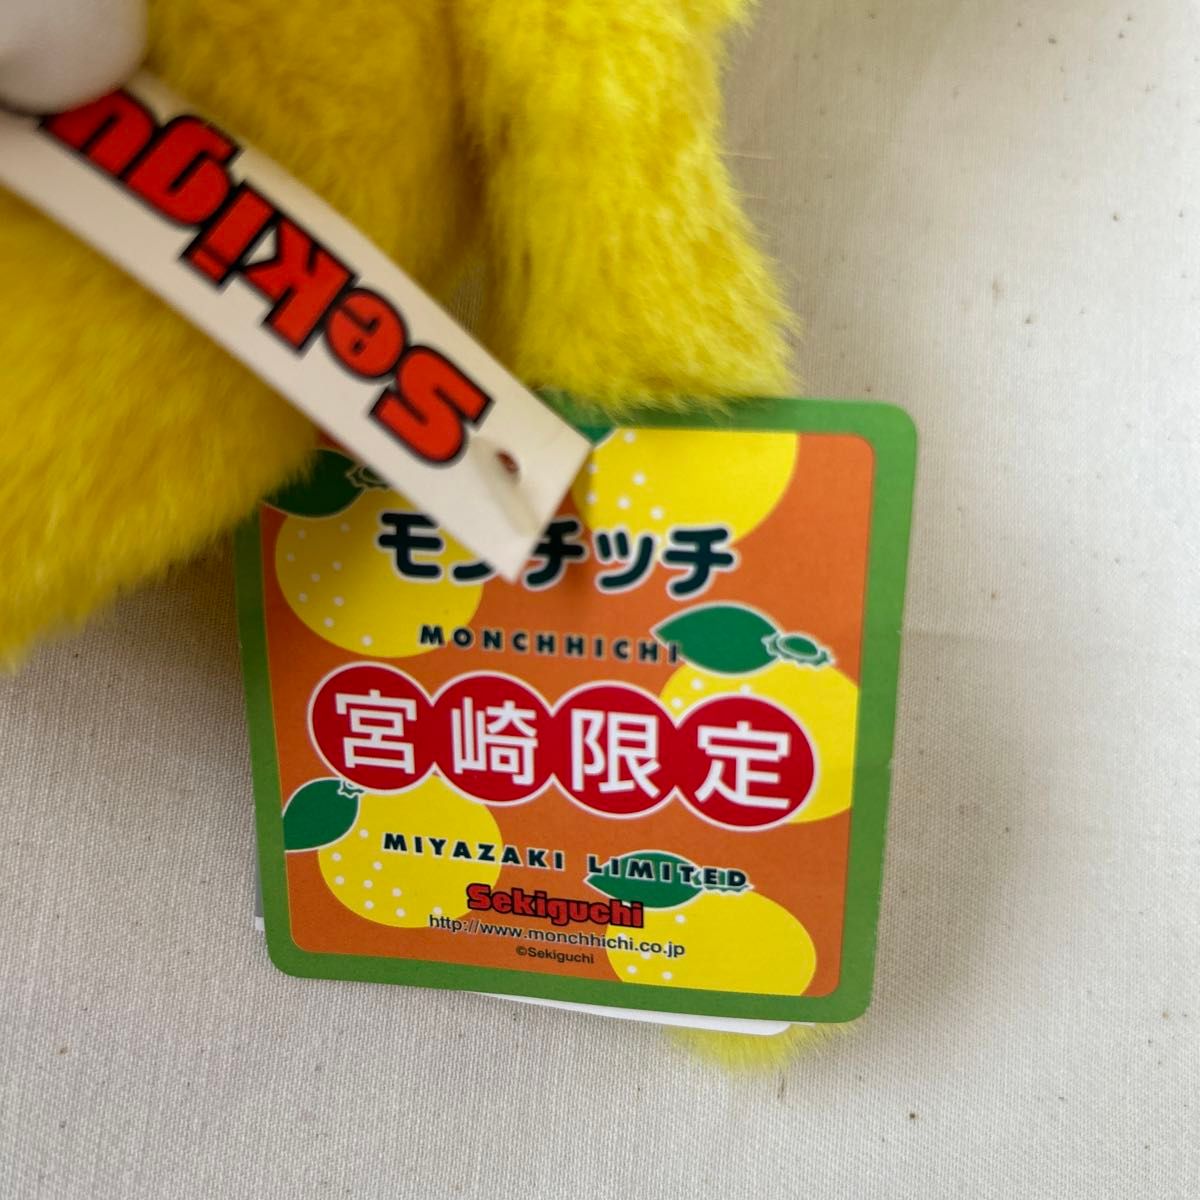 Sekigu
モンチッチ
MONCHHICHI
宮崎限定
MIYAZAKI LIMITED
Sekiguchi
http://www.monchhichi.co.jp
©Sekiguchi